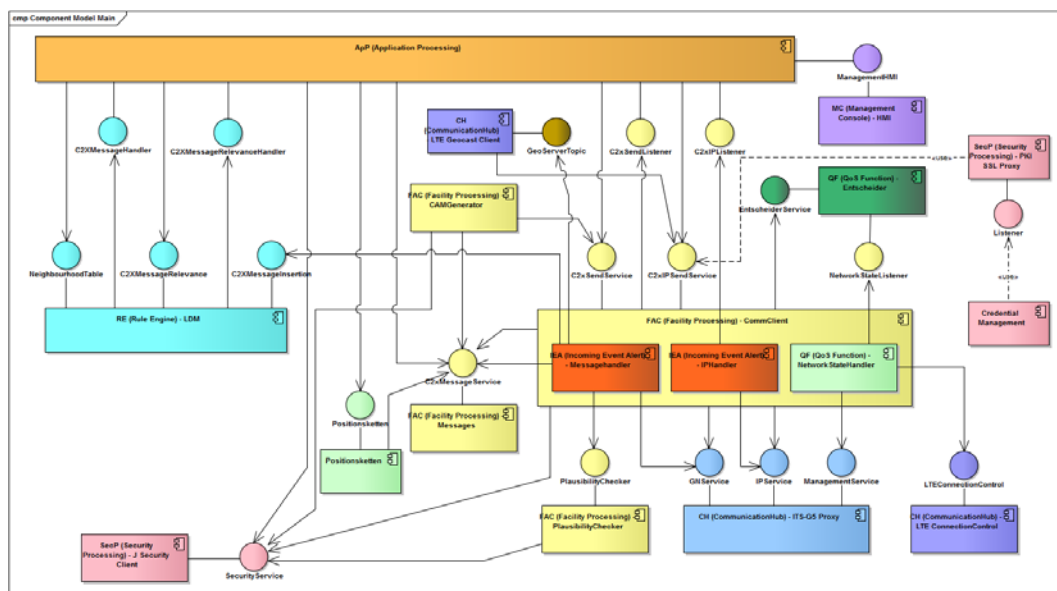 cmp Component Model Main
ApP (Application Processing)
ManagementHMI
MC (Management
Console) - HMI
C2XMessageHandler
C2XMessageRelevanceHandler
CH
(CommunicationHub)
LTE Geocast Client
GeoServerTopic
C2xSendListener
C2xIPListener
SecP (Security
Processing) - PKI
SSL Proxy
«use»
QF (QoS Function) -
Entscheider
EntscheiderService
FAC (Facility Processing) -
CAMGenerator
Listener
NeighbourhoodTable
C2XMessageRelevance
C2XMessageInsertion
C2xSendService
C2xIPSendService
NetworkStateListener
«use»
RE (Rule Engine) - LDM
FAC (Facility Processing) - CommClient
Credential
Management
IEA (Incoming Event Alert)
- Messagehandler
IEA (Incoming Event Alert)
- IPHandler
QF (QoS Function) -
NetworkStateHandler
C2xMessageService
FAC (Facility Processing) -
Messages
Positionsketten
Positionsketten
PlausibilityChecker
GNService
IPService
ManagementService
LTEConnectionControl
FAC (Facility Processing) -
PlausibilityChecker
CH (CommunicationHub) - ITS-G5 Proxy
CH (CommunicationHub) -
LTE ConnectionControl
SecP (Security
Processing) - J Security
Client
SecurityService